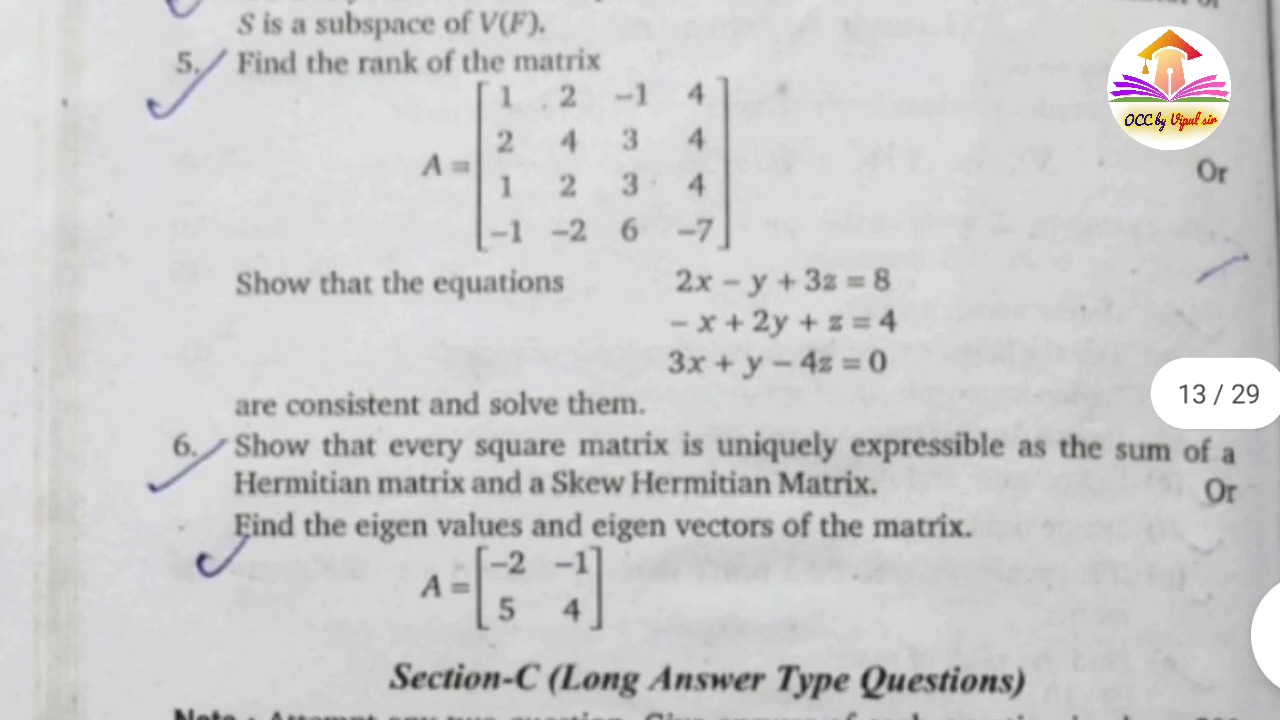 S is a subspace of V(F).
5. Find the rank of the matrix
A = [ 1 2 −1 4
2 4 3 4
1 2 3 4
−1 −2 6 −7 ]
Or
Show that the equations 2x − y + 3z = 8
− x + 2y + z = 4
3x + y − 4z = 0
are consistent and solve them.
6. Show that every square matrix is uniquely expressible as the sum of a
Hermitian matrix and a Skew Hermitian Matrix. Or
Find the eigen values and eigen vectors of the matrix.
A = [ −2 −1
5 4 ]
Section-C (Long Answer Type Questions)
OCC by Vipul sir
13 / 29